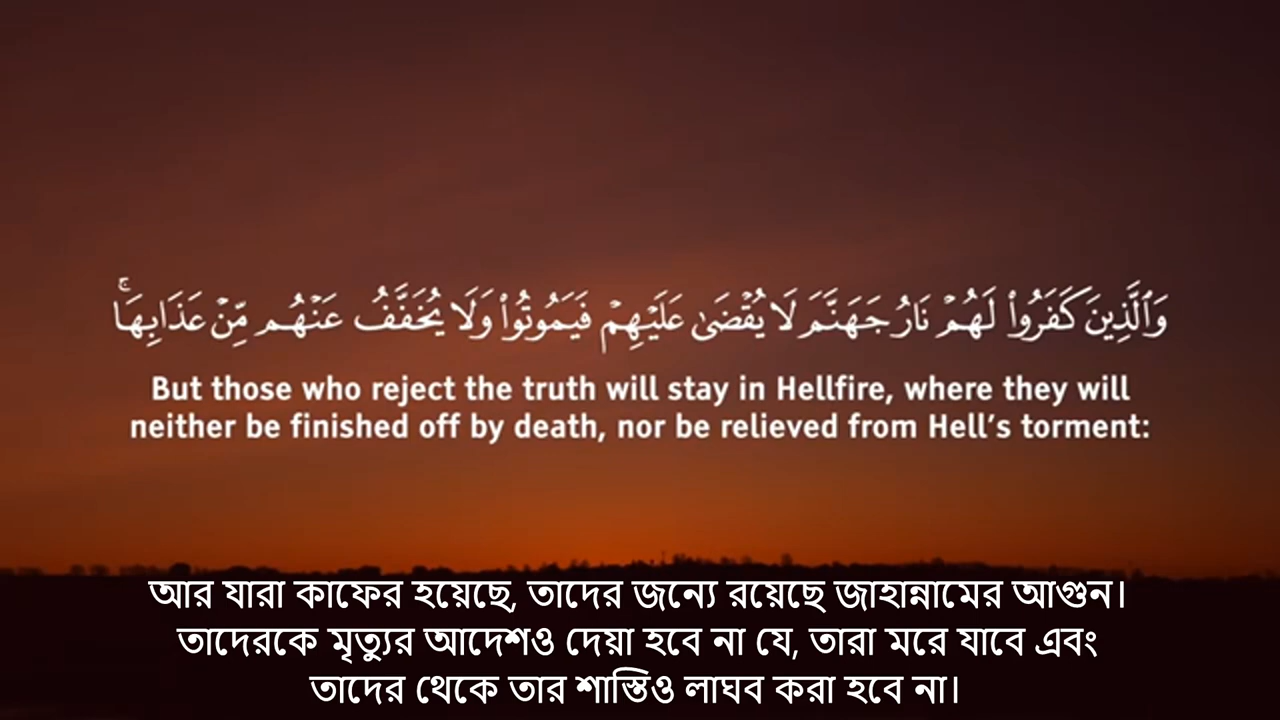 وَٱلَّذِينَ كَفَرُوا۟ لَهُمْ نَارُ جَهَنَّمَ لَا يُقْضَىٰ عَلَيْهِمْ فَيَمُوتُوا۟ وَلَا يُخَفَّفُ عَنْهُم مِّنْ عَذَابِهَا ۚ
But those who reject the truth will stay in Hellfire, where they will
neither be finished off by death, nor be relieved from Hell’s torment:
আর যারা কাফের হয়েছে, তাদের জন্যে রয়েছে জাহান্নামের আগুন।
তাদেরকে মৃত্যুর আদেশও দেয়া হবে না যে, তারা মরে যাবে এবং
তাদের থেকে তার শাস্তিও লাঘব করা হবে না।